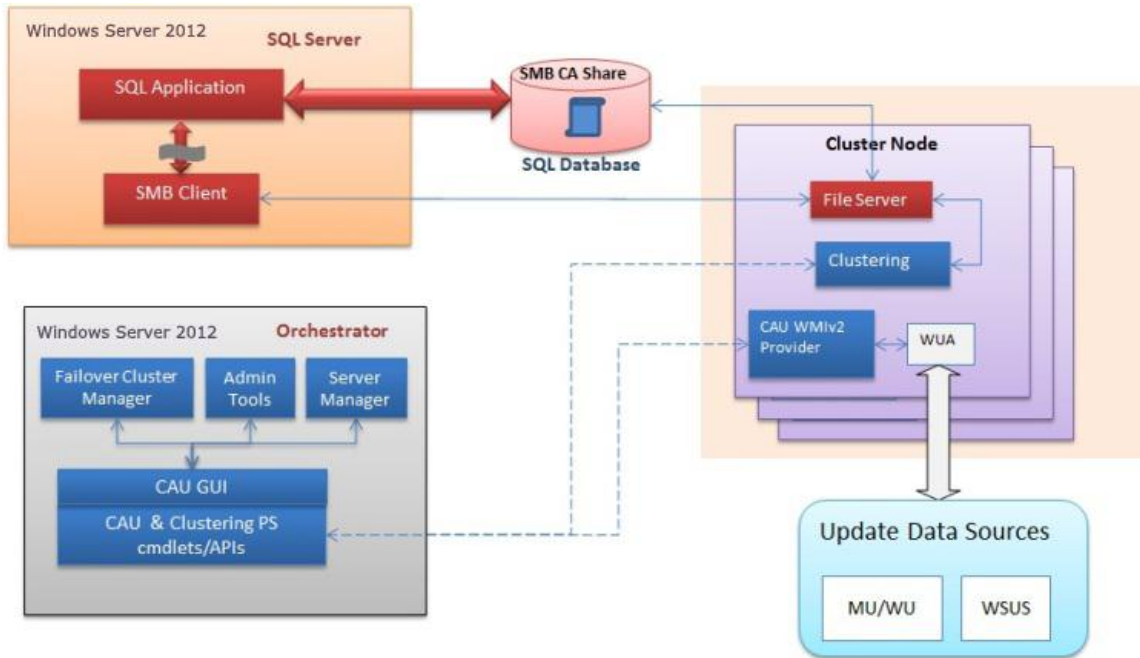 Windows Server 2012
SQL Server
SQL Application
SMB Client
SMB CA Share
SQL Database
Cluster Node
File Server
Clustering
CAU WMIv2
Provider
WUA
Windows Server 2012
Orchestrator
Failover Cluster
Manager
Admin
Tools
Server
Manager
CAU GUI
CAU & Clustering PS
cmdlets/APIs
Update Data Sources
MU/WU
WSUS